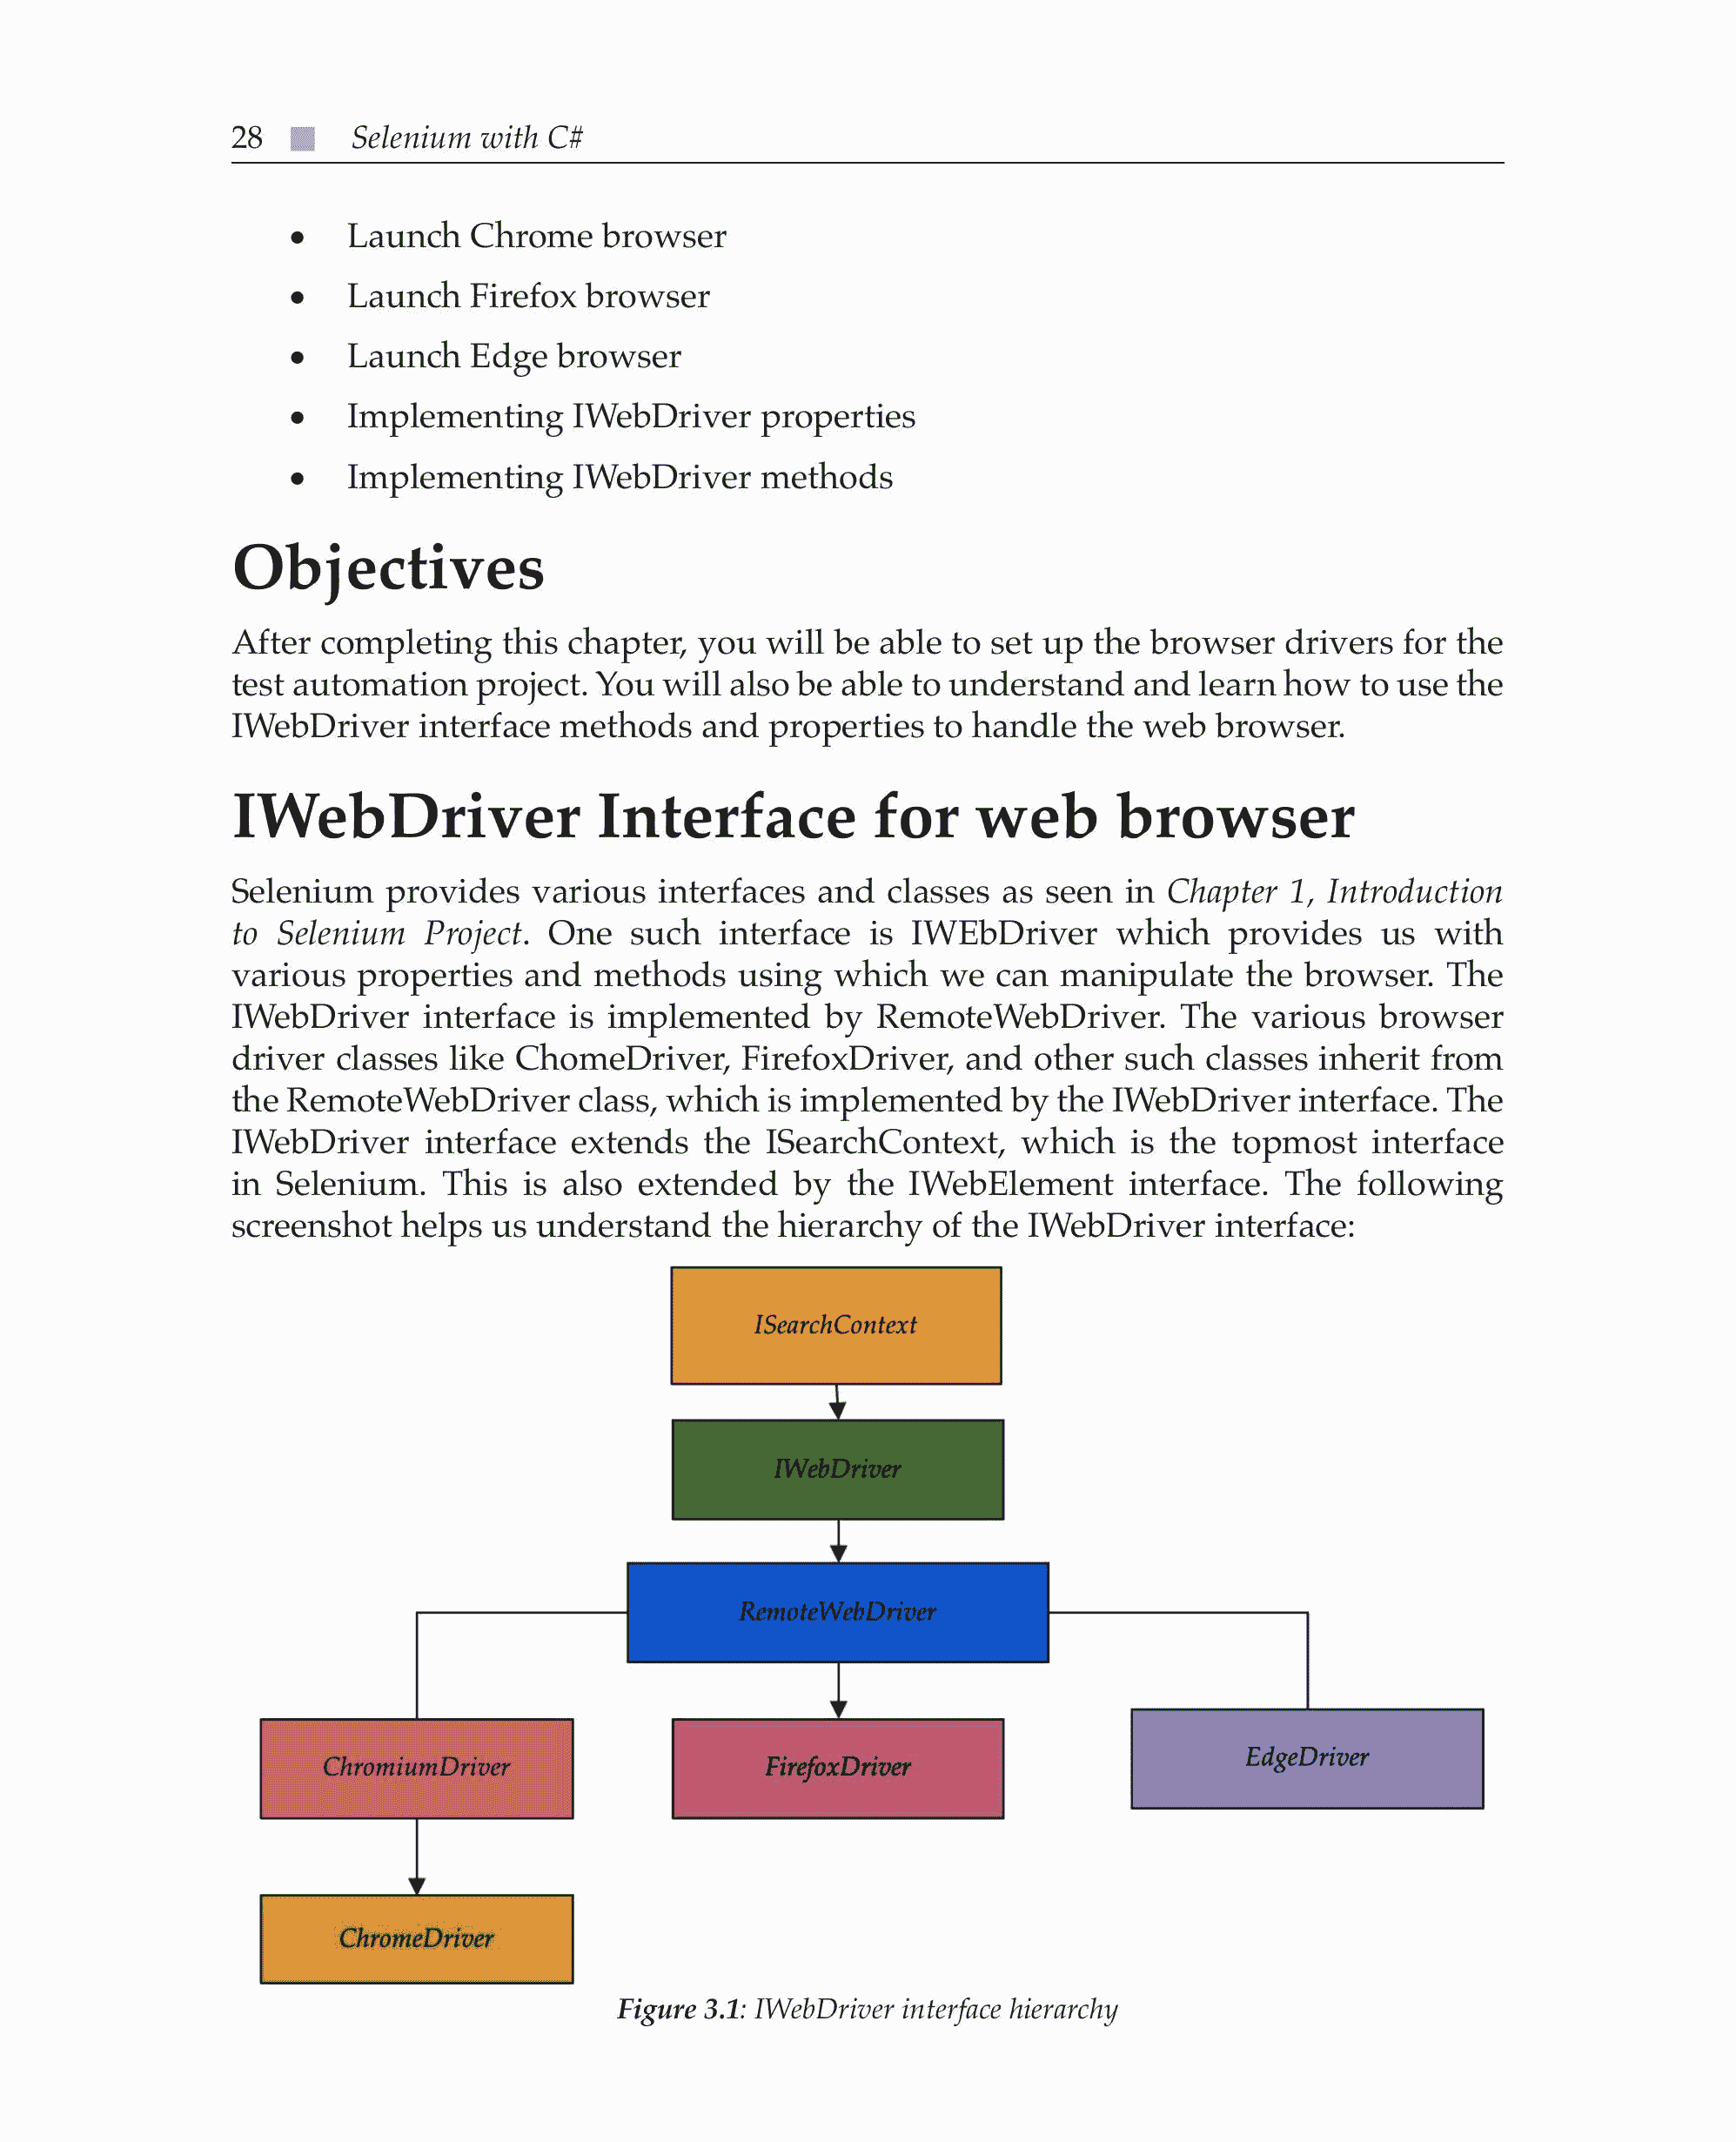 28 Selenium with C#
• Launch Chrome browser
• Launch Firefox browser
• Launch Edge browser
• Implementing IWebDriver properties
• Implementing IWebDriver methods
Objectives
After completing this chapter, you will be able to set up the browser drivers for the
test automation project. You will also be able to understand and learn how to use the
IWebDriver interface methods and properties to handle the web browser.
IWebDriver Interface for web browser
Selenium provides various interfaces and classes as seen in Chapter 1, Introduction
to Selenium Project. One such interface is IWEbDriver which provides us with
various properties and methods using which we can manipulate the browser. The
IWebDriver interface is implemented by RemoteWebDriver. The various browser
driver classes like ChomeDriver, FirefoxDriver, and other such classes inherit from
the RemoteWebDriver class, which is implemented by the IWebDriver interface. The
IWebDriver interface extends the ISearchContext, which is the topmost interface
in Selenium. This is also extended by the IWebElement interface. The following
screenshot helps us understand the hierarchy of the IWebDriver interface:
ISearchContext
IWebDriver
RemoteWebDriver
ChromiumDriver
FirefoxDriver
EdgeDriver
ChromeDriver
Figure 3.1: IWebDriver interface hierarchy